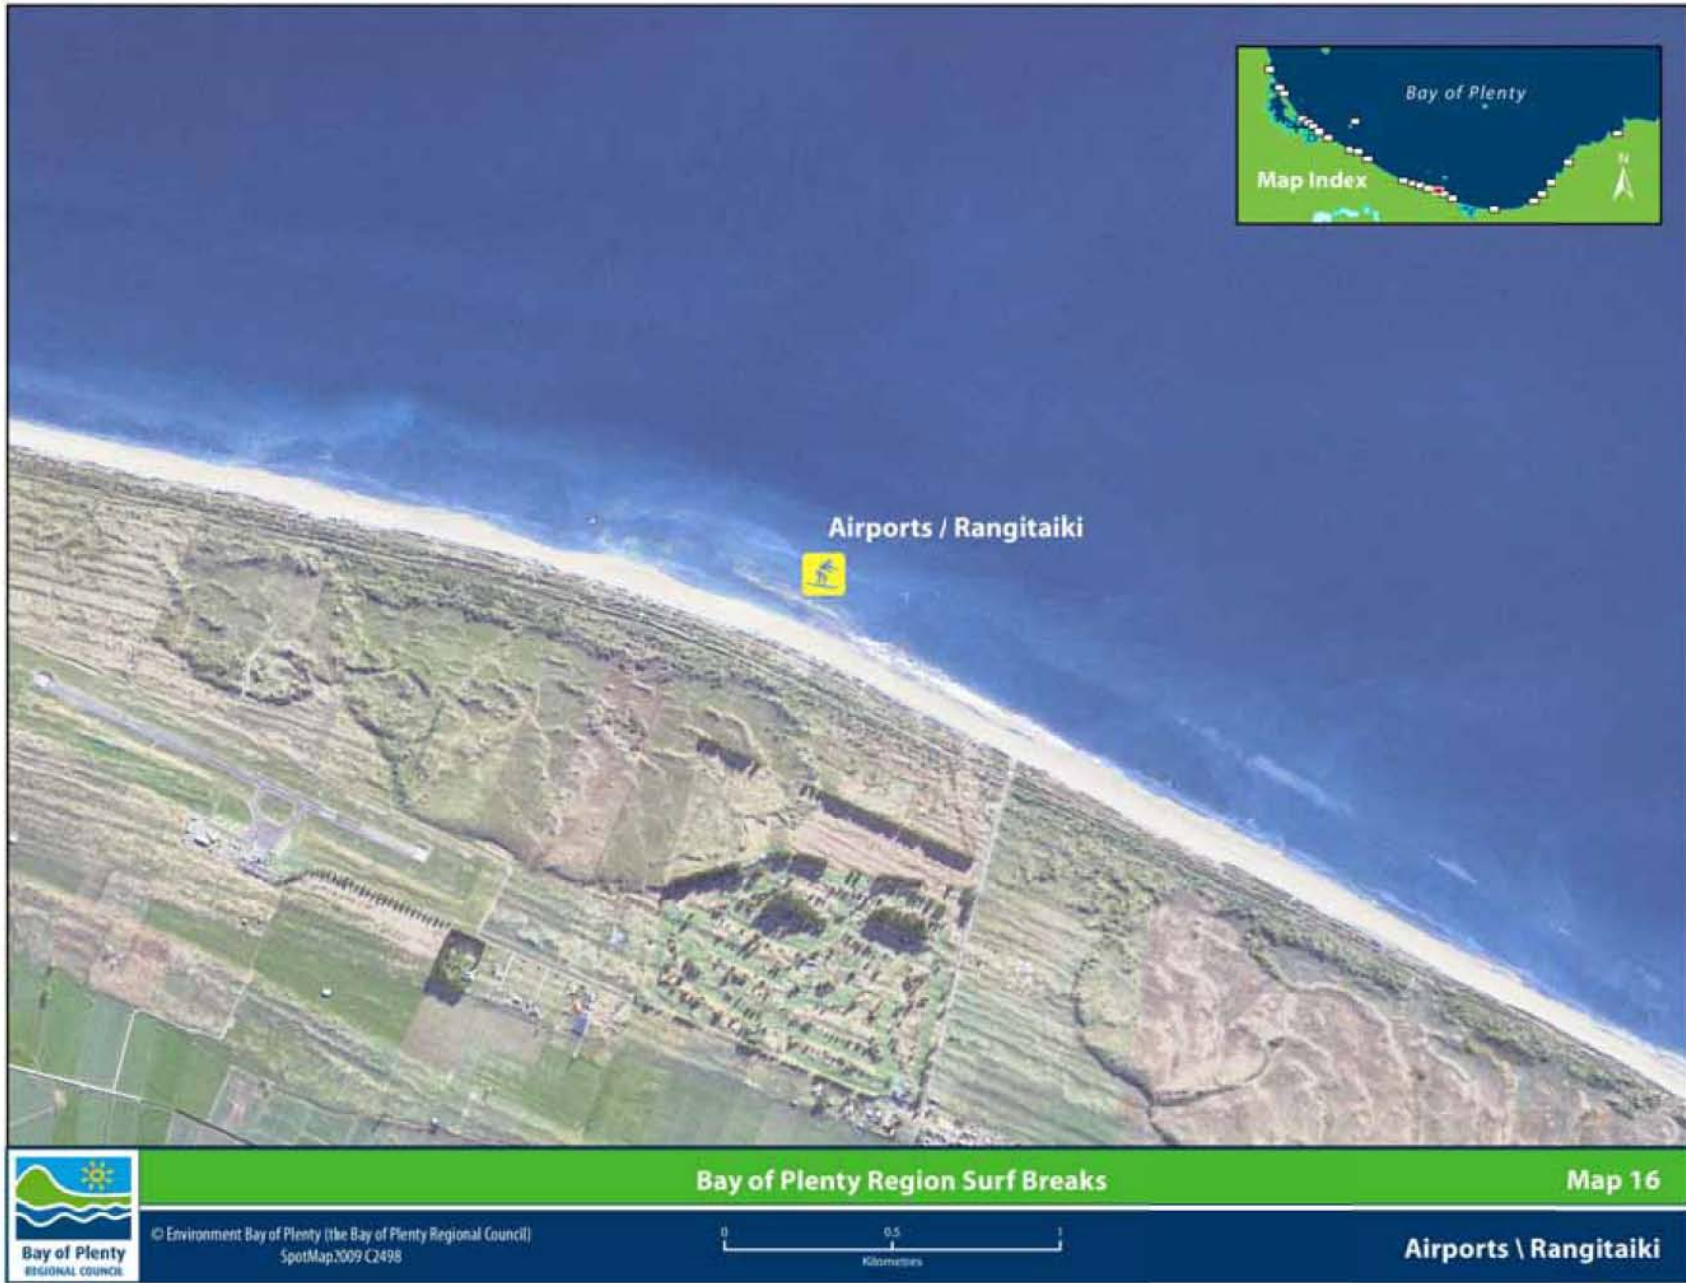 Bay of Plenty
Map Index
N
Airports / Rangitaiki
Bay of Plenty Region Surf Breaks
Map 16
Bay of Plenty
REGIONAL COUNCIL
© Environment Bay of Plenty (the Bay of Plenty Regional Council)
SpotMap2009 C2498
0 0.5 1
Kilometres
Airports \ Rangitaiki